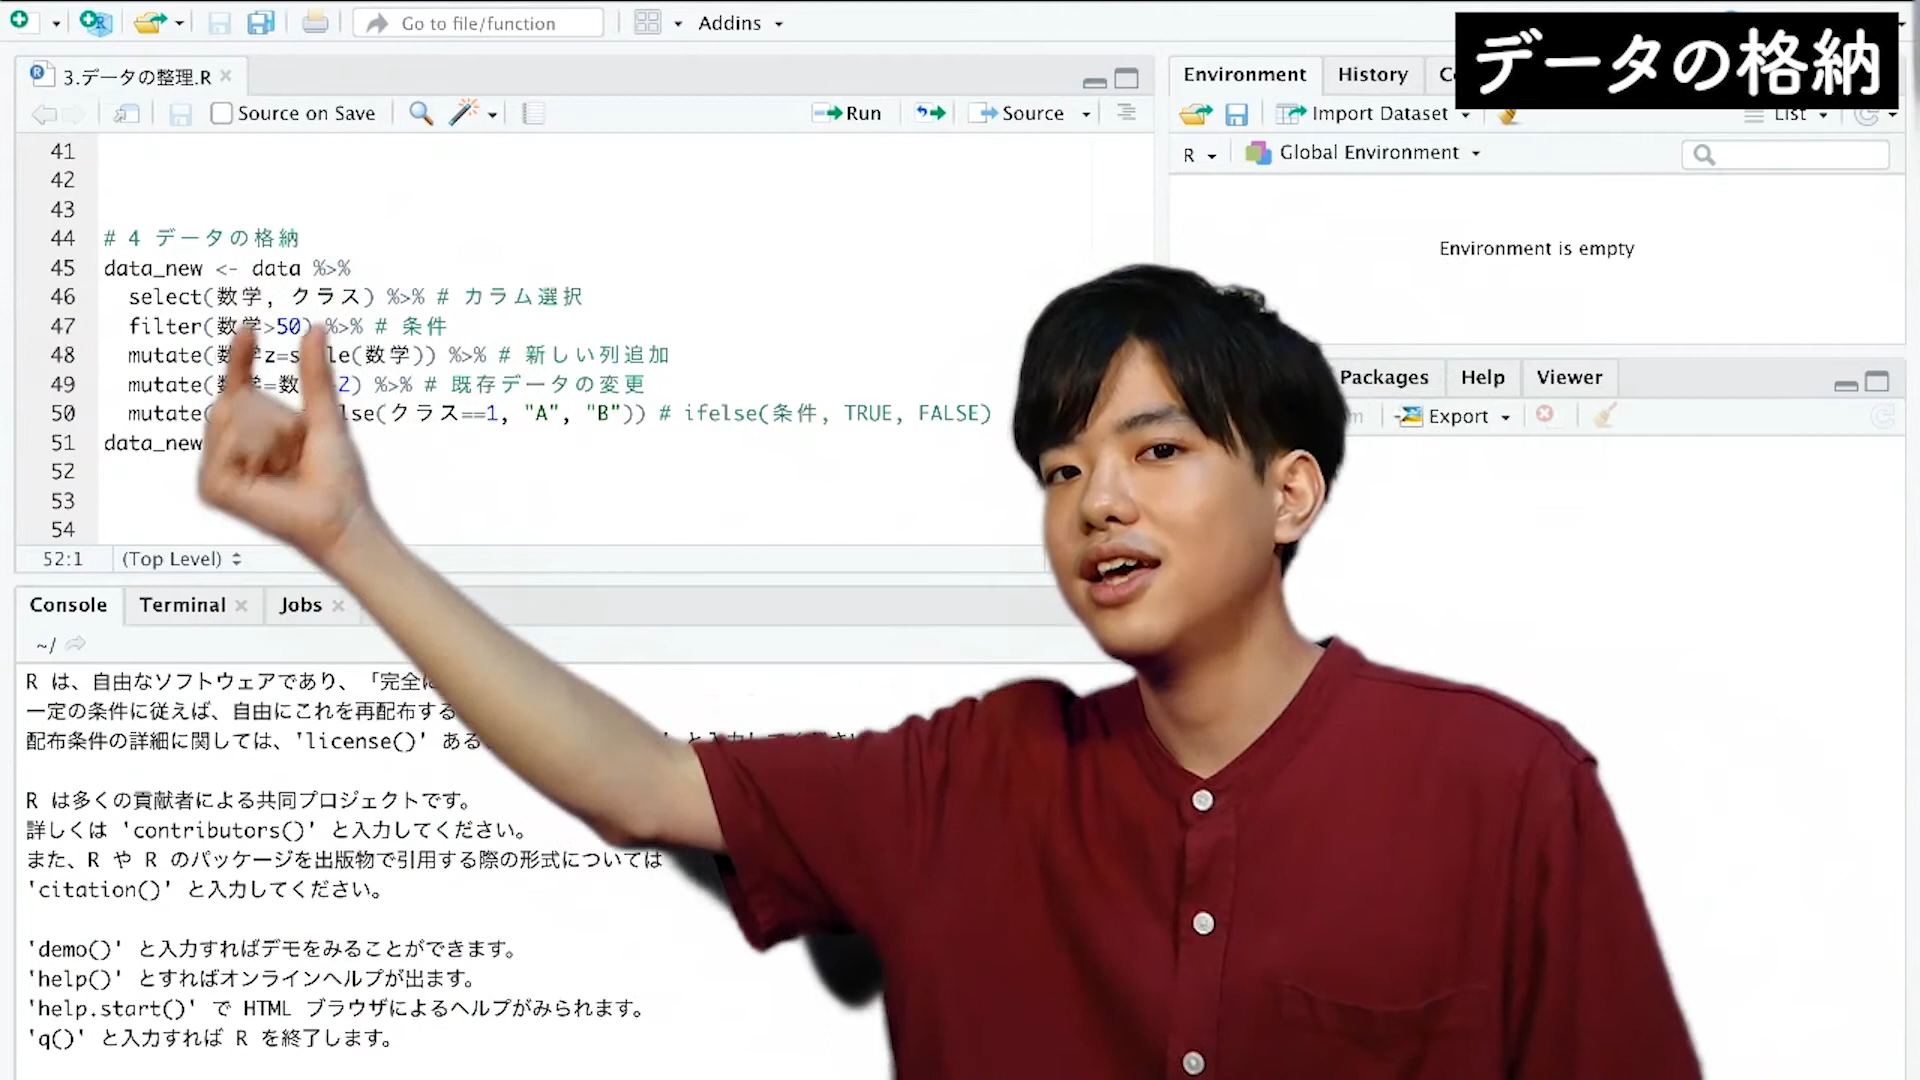 Go to file/function
Addins
データの格納
3.データの整理.R
Source on Save
Run
Source
41
42
43
44 # 4 データの格納
45 data_new <- data %>%
46 select(数学, クラス) %>% # カラム選択
47 filter(数学>50) %>% # 条件
48 mutate(数学z=s le(数学)) %>% # 新しい列追加
49 mutate(数学=数 2) %>% # 既存データの変更
50 mutate( lse(クラス==1, "A", "B")) # ifelse(条件, TRUE, FALSE)
51 data_new
52
53
54
52:1 (Top Level)
Environment
History
C
Import Dataset
List
R
Global Environment
Environment is empty
Packages
Help
Viewer
Export
Console
Terminal
Jobs
~/
R は、自由なソフトウェアであり、「完全に
一定の条件に従えば、自由にこれを再配布する
配布条件の詳細に関しては、'license()' ある ' と入力してください
R は多くの貢献者による共同プロジェクトです。
詳しくは 'contributors()' と入力してください。
また、R や R のパッケージを出版物で引用する際の形式については
'citation()' と入力してください。
'demo()' と入力すればデモをみることができます。
'help()' とすればオンラインヘルプが出ます。
'help.start()' で HTML ブラウザによるヘルプがみられます。
'q()' と入力すれば R を終了します。